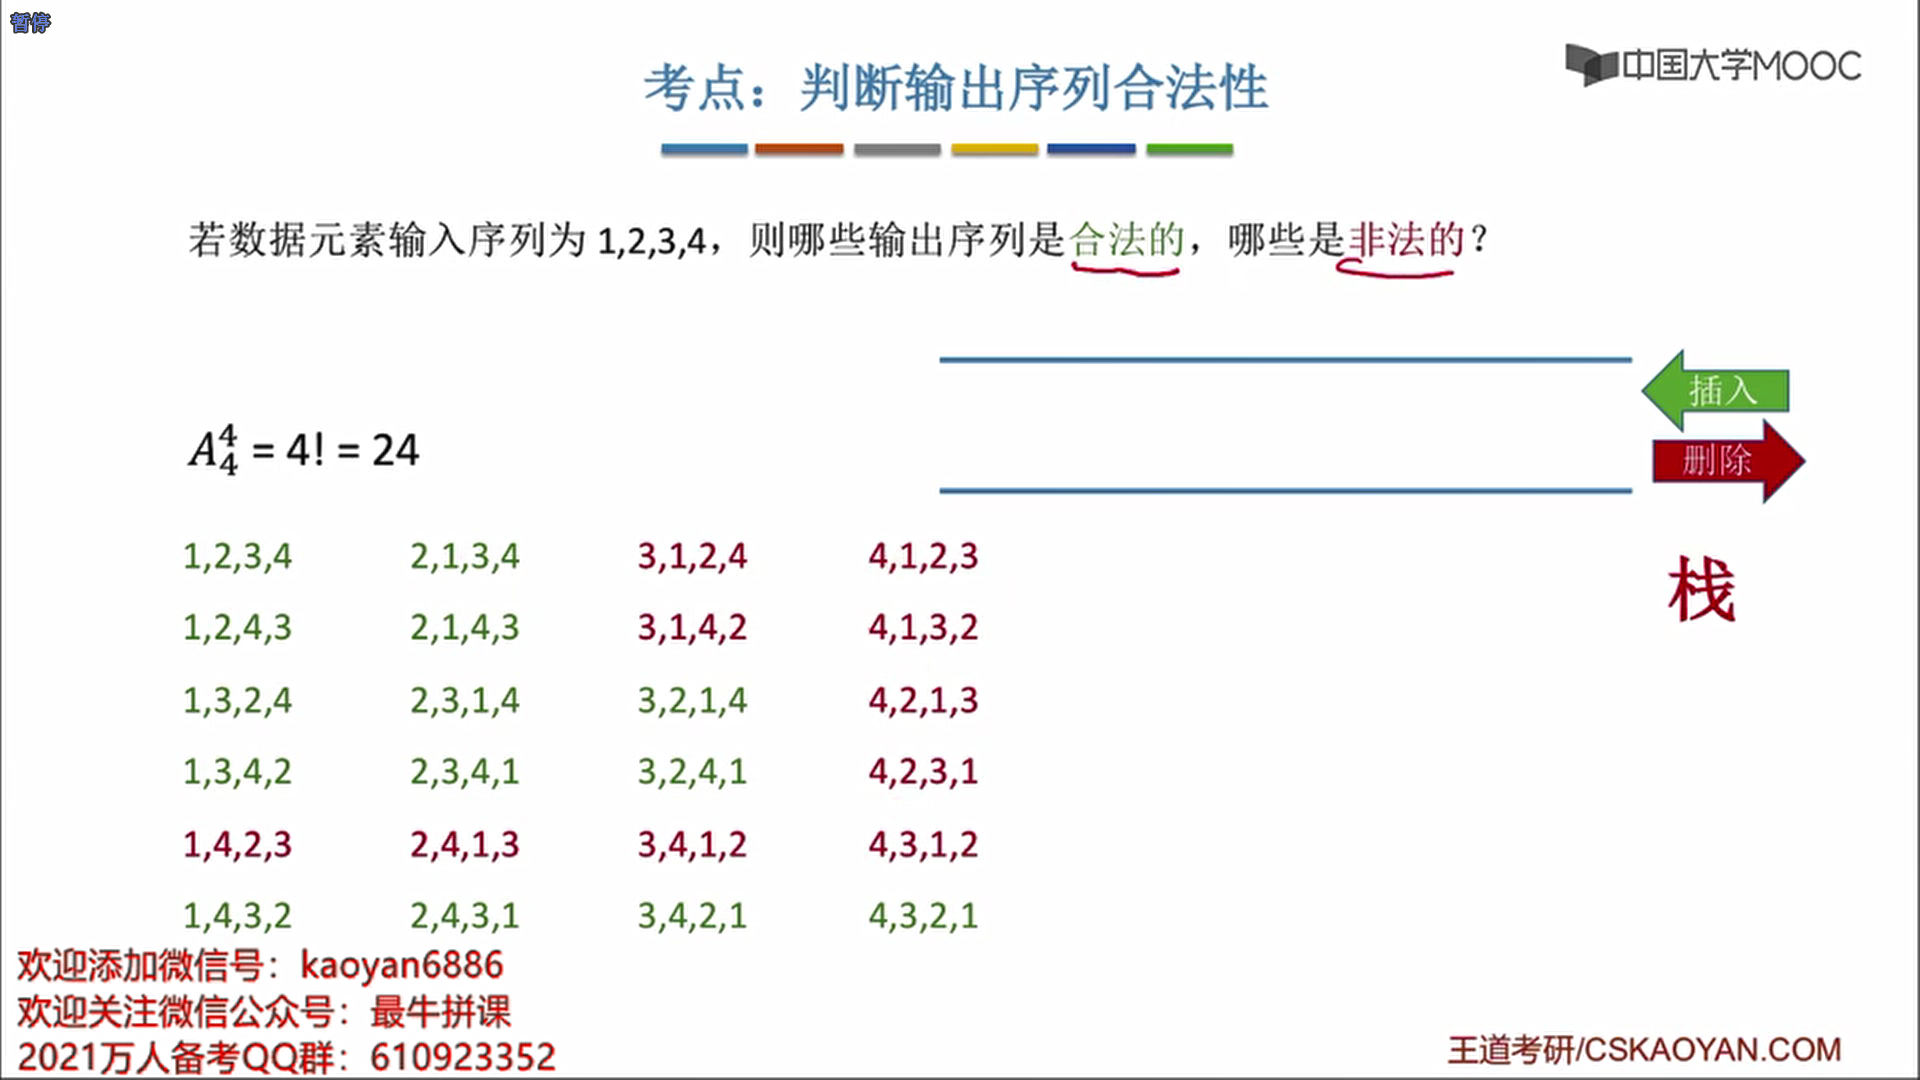 暂停
中国大学MOOC
考点：判断输出序列合法性
若数据元素输入序列为 1,2,3,4，则哪些输出序列是合法的，哪些是非法的？
插入
删除
A₄⁴ = 4! = 24
栈
1,2,3,4 2,1,3,4 3,1,2,4 4,1,2,3
1,2,4,3 2,1,4,3 3,1,4,2 4,1,3,2
1,3,2,4 2,3,1,4 3,2,1,4 4,2,1,3
1,3,4,2 2,3,4,1 3,2,4,1 4,2,3,1
1,4,2,3 2,4,1,3 3,4,1,2 4,3,1,2
1,4,3,2 2,4,3,1 3,4,2,1 4,3,2,1
欢迎添加微信号：kaoyan6886
欢迎关注微信公众号：最牛拼课
2021万人备考QQ群：610923352
王道考研/CSKAOYAN.COM